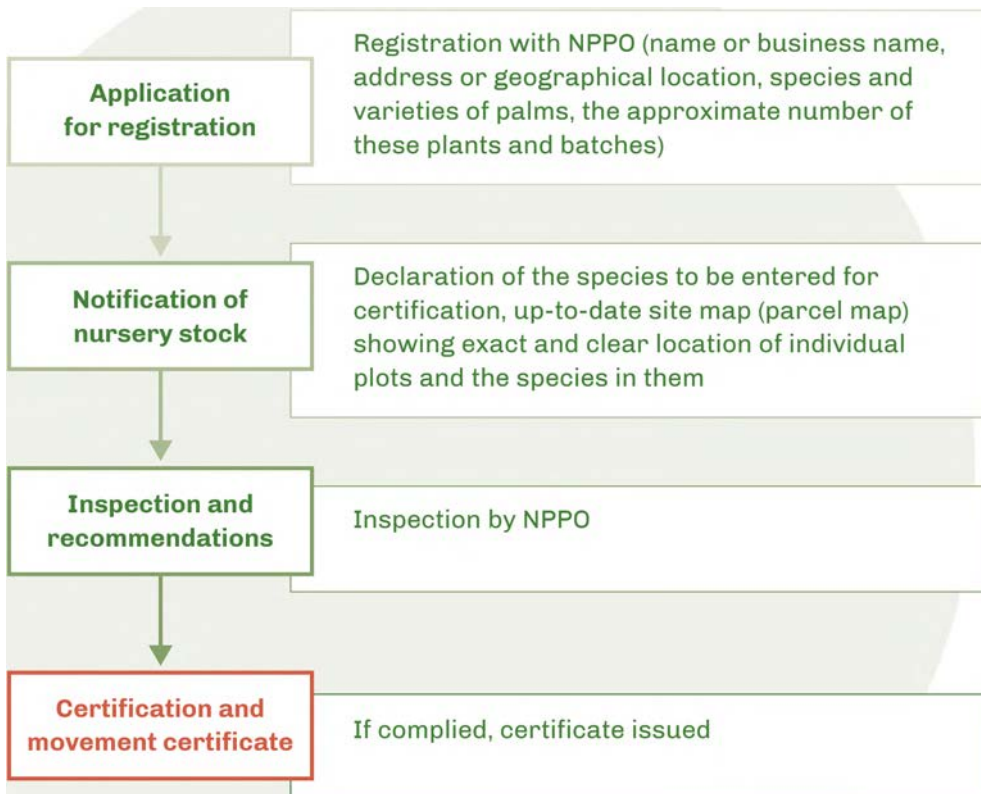 Application
for registration
Registration with NPPO (name or business name,
address or geographical location, species and
varieties of palms, the approximate number of
these plants and batches)
Notification of
nursery stock
Declaration of the species to be entered for
certification, up-to-date site map (parcel map)
showing exact and clear location of individual
plots and the species in them
Inspection and
recommendations
Inspection by NPPO
Certification and
movement certificate
If complied, certificate issued